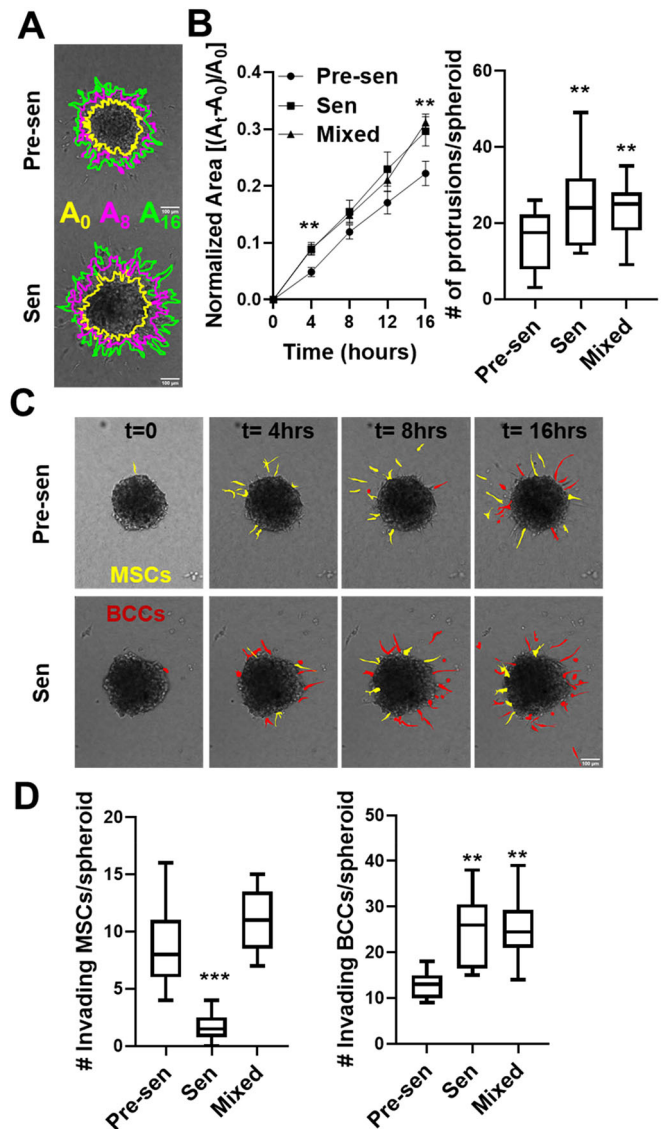 A
Pre-sen
A0 A8 A16
100 µm
Sen
100 µm
B
Normalized Area [(At-A0)/A0]
0.4
0.3
0.2
0.1
0.0
Pre-sen
Sen
Mixed
**
**
0 4 8 12 16
Time (hours)
# of protrusions/spheroid
60
40
20
0
**
**
Pre-sen
Sen
Mixed
C
t=0 t= 4hrs t= 8hrs t= 16hrs
Pre-sen
MSCs
BCCs
Sen
100 µm
D
# Invading MSCs/spheroid
20
15
10
5
0
***
Pre-sen
Sen
Mixed
# Invading BCCs/spheroid
50
40
30
20
10
0
**
**
Pre-sen
Sen
Mixed